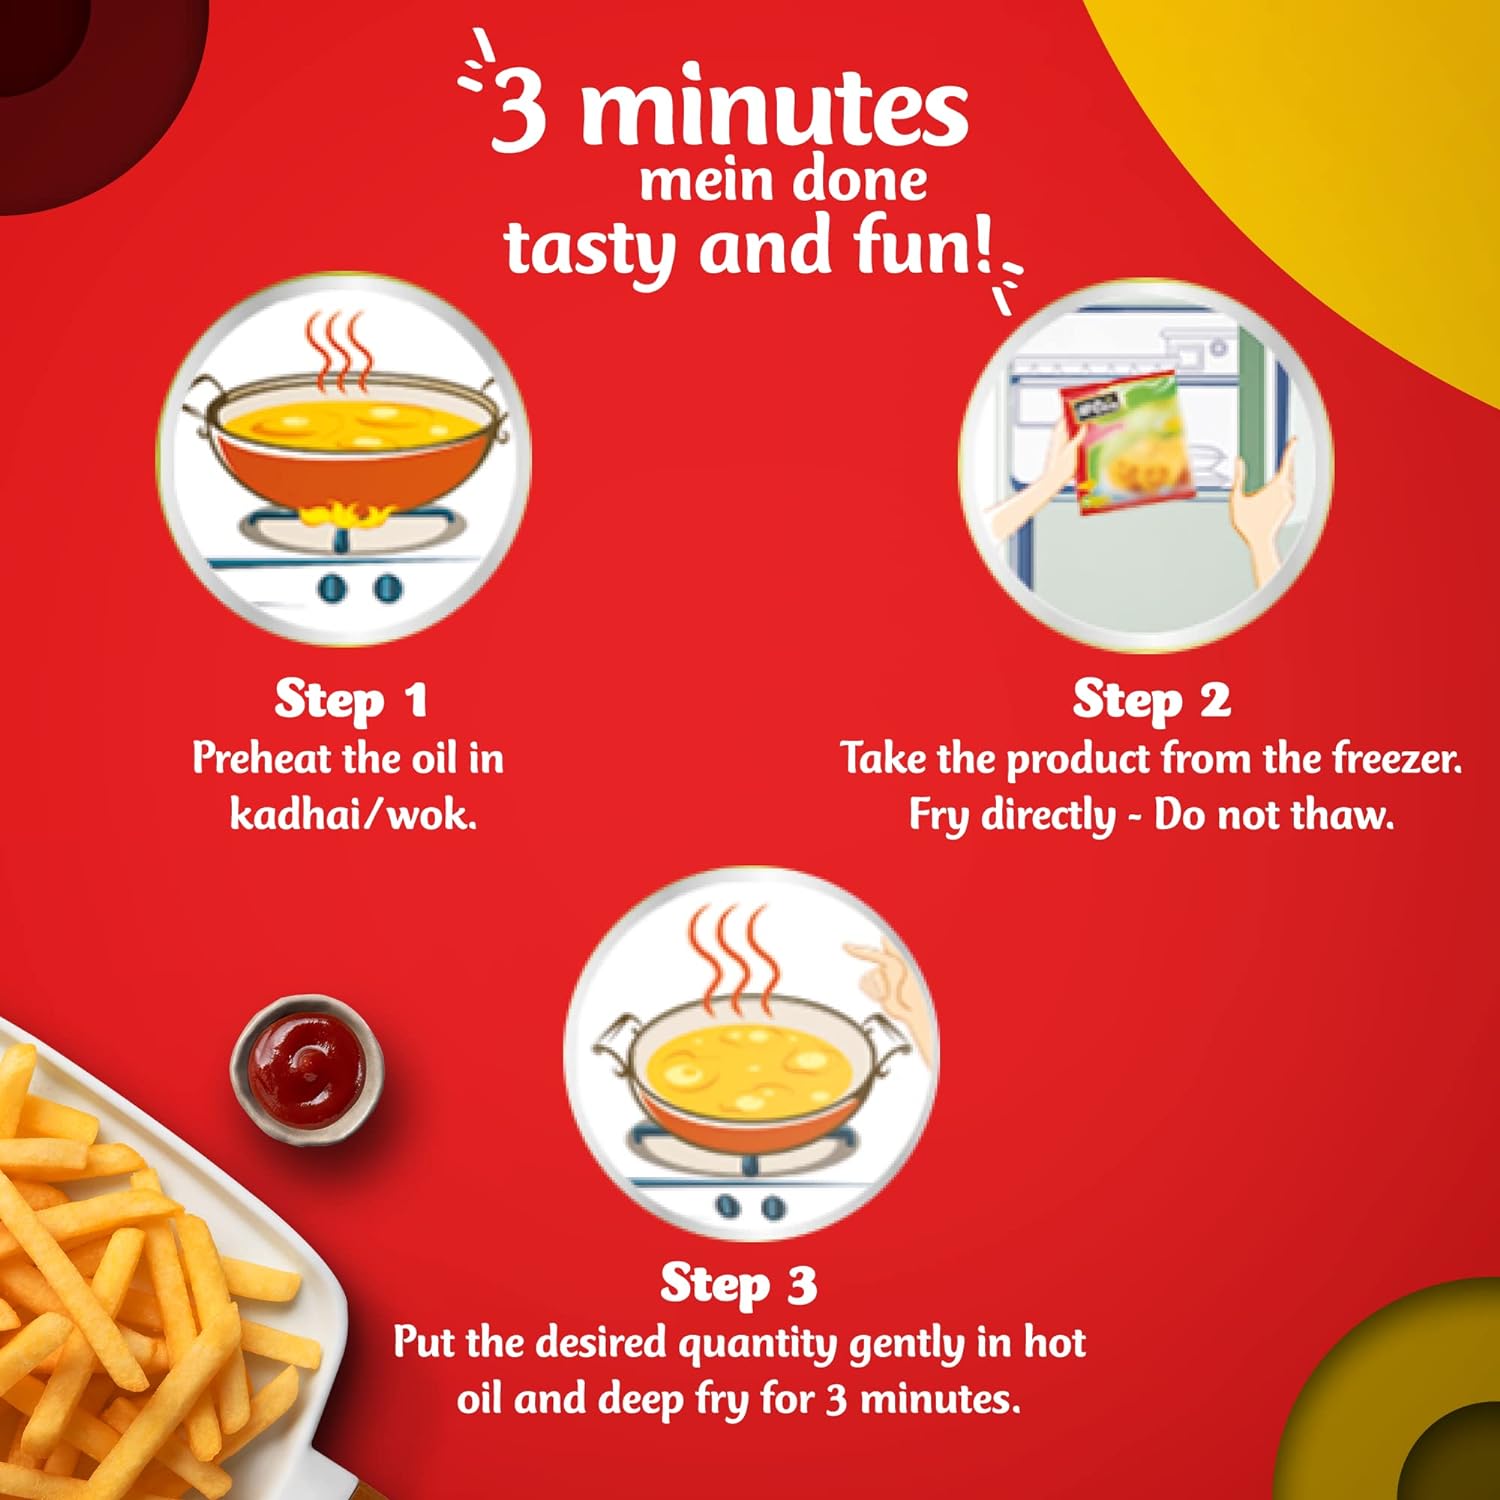 3 minutes
mein done
tasty and fun!
Step 1
Preheat the oil in
kadhai/wok.
Step 2
Take the product from the freezer.
Fry directly - Do not thaw.
Step 3
Put the desired quantity gently in hot
oil and deep fry for 3 minutes.